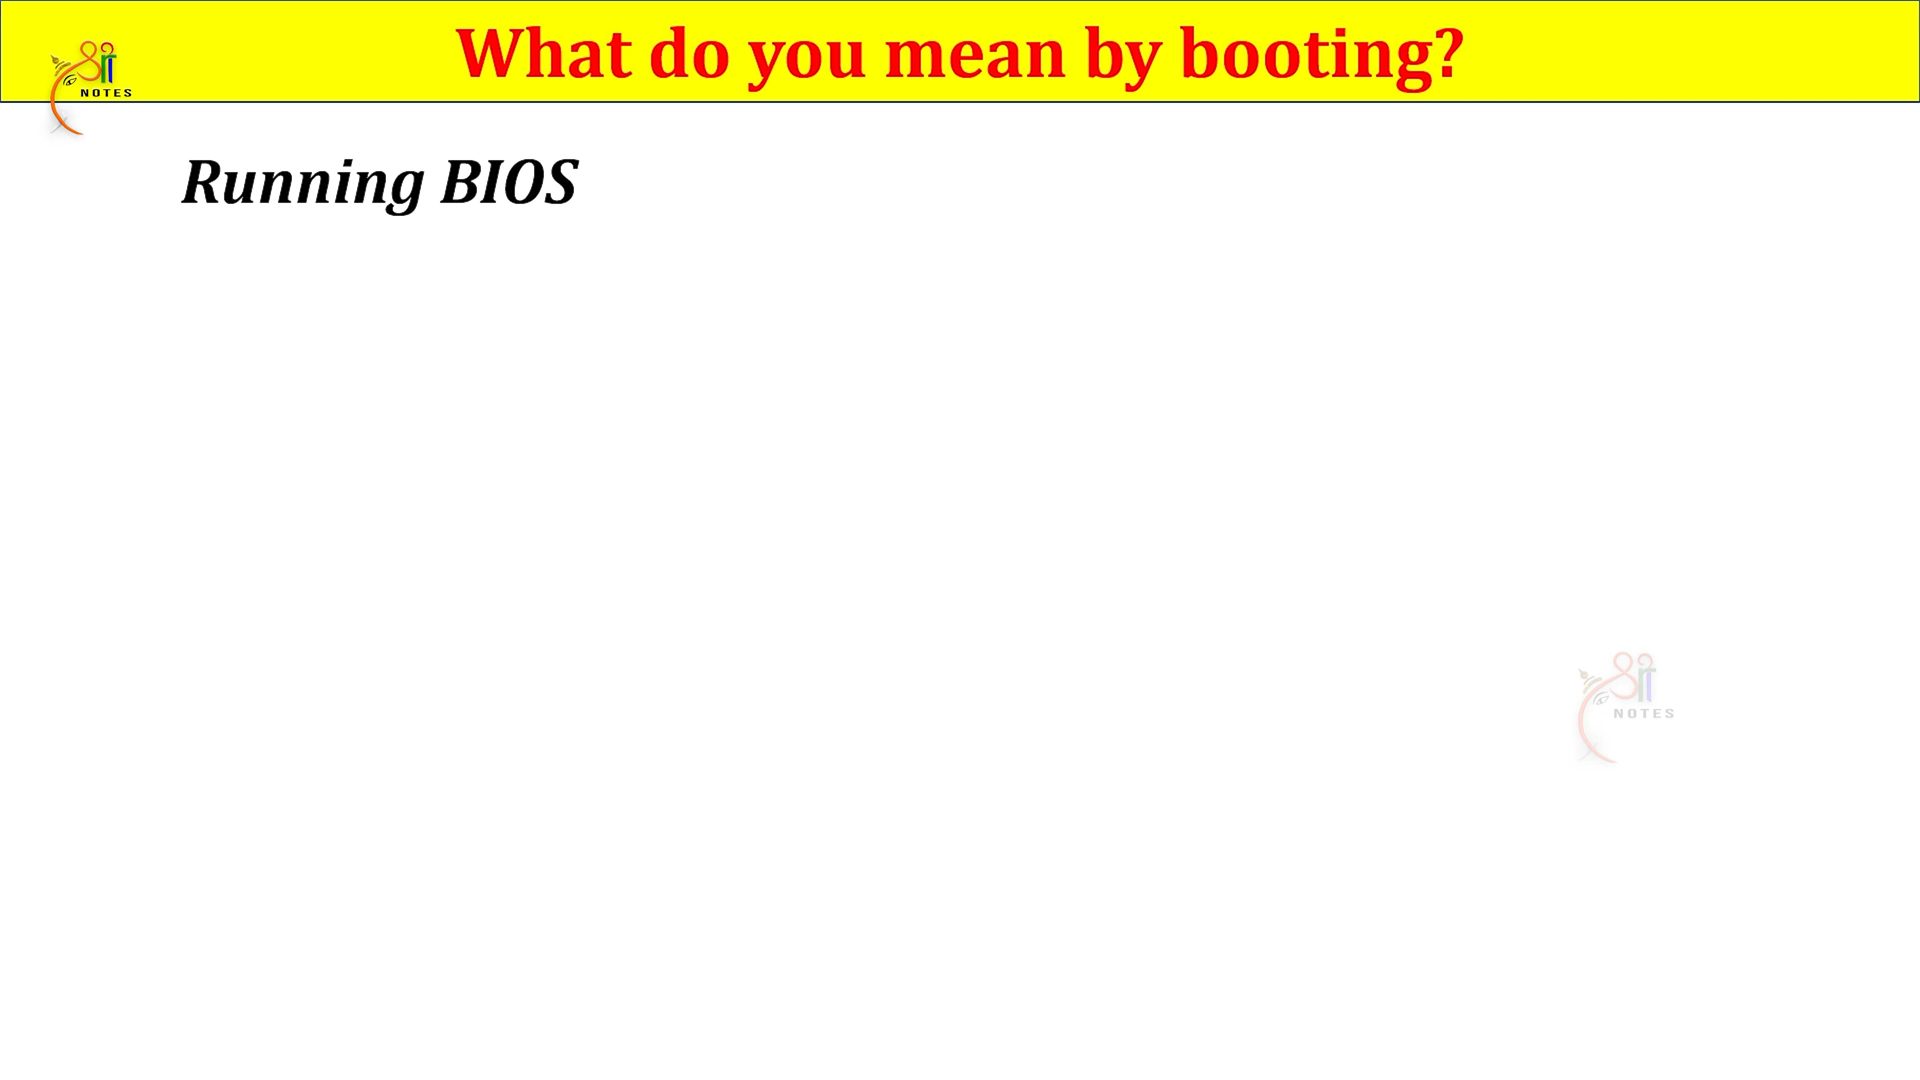 What do you mean by booting?
श्री
NOTES
Running BIOS
श्री
NOTES